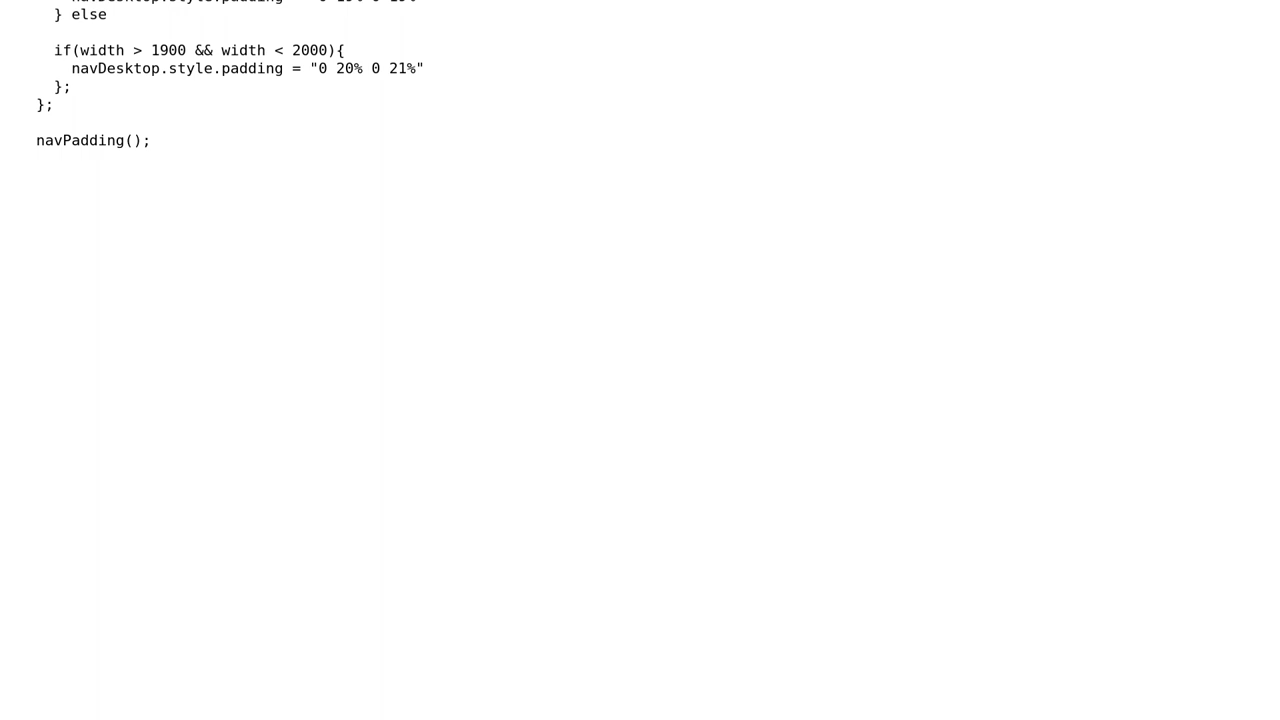 } else
if(width > 1900 && width < 2000){
navDesktop.style.padding = "0 20% 0 21%"
};
};
navPadding();